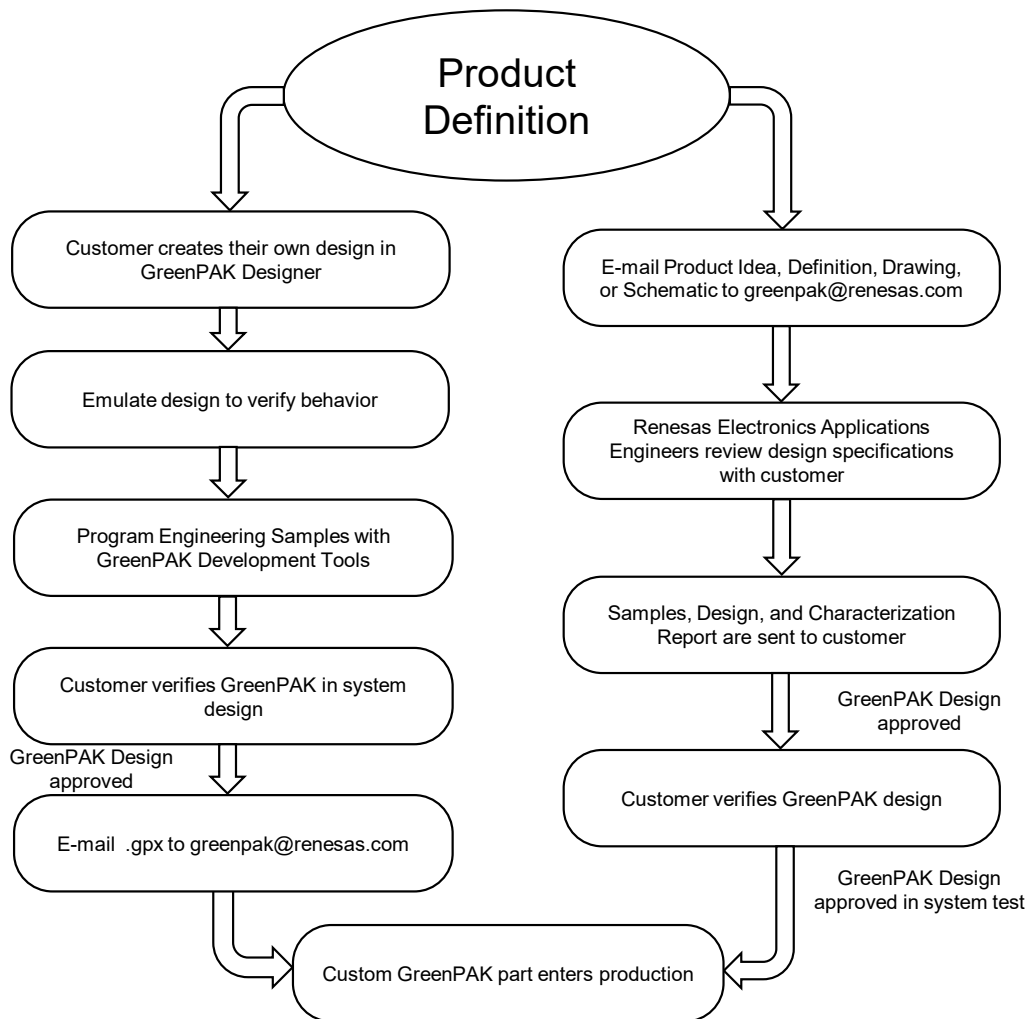 Product
Definition
Customer creates their own design in
GreenPAK Designer
Emulate design to verify behavior
Program Engineering Samples with
GreenPAK Development Tools
Customer verifies GreenPAK in system
design
GreenPAK Design
approved
E-mail .gpx to greenpak@renesas.com
E-mail Product Idea, Definition, Drawing,
or Schematic to greenpak@renesas.com
Renesas Electronics Applications
Engineers review design specifications
with customer
Samples, Design, and Characterization
Report are sent to customer
GreenPAK Design
approved
Customer verifies GreenPAK design
GreenPAK Design
approved in system test
Custom GreenPAK part enters production